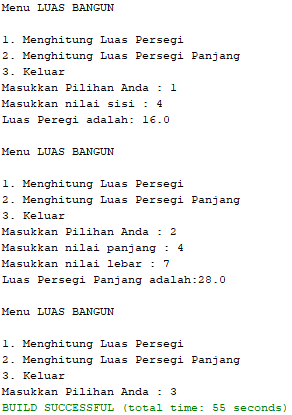 Menu LUAS BANGUN
1. Menghitung Luas Persegi
2. Menghitung Luas Persegi Panjang
3. Keluar
Masukkan Pilihan Anda : 1
Masukkan nilai sisi : 4
Luas Peregi adalah: 16.0
Menu LUAS BANGUN
1. Menghitung Luas Persegi
2. Menghitung Luas Persegi Panjang
3. Keluar
Masukkan Pilihan Anda : 2
Masukkan nilai panjang : 4
Masukkan nilai lebar : 7
Luas Persegi Panjang adalah:28.0
Menu LUAS BANGUN
1. Menghitung Luas Persegi
2. Menghitung Luas Persegi Panjang
3. Keluar
Masukkan Pilihan Anda : 3
BUILD SUCCESSFUL (total time: 55 seconds)